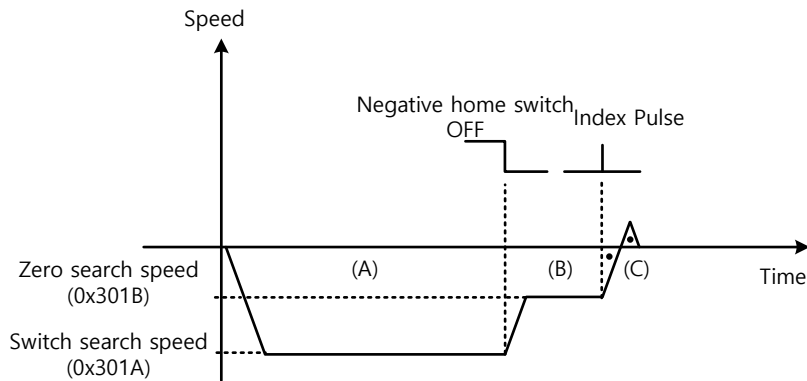 Speed
Negative home switch
OFF
Index Pulse
(A)
(B)
(C)
Zero search speed
(0x301B)
Time
Switch search speed
(0x301A)